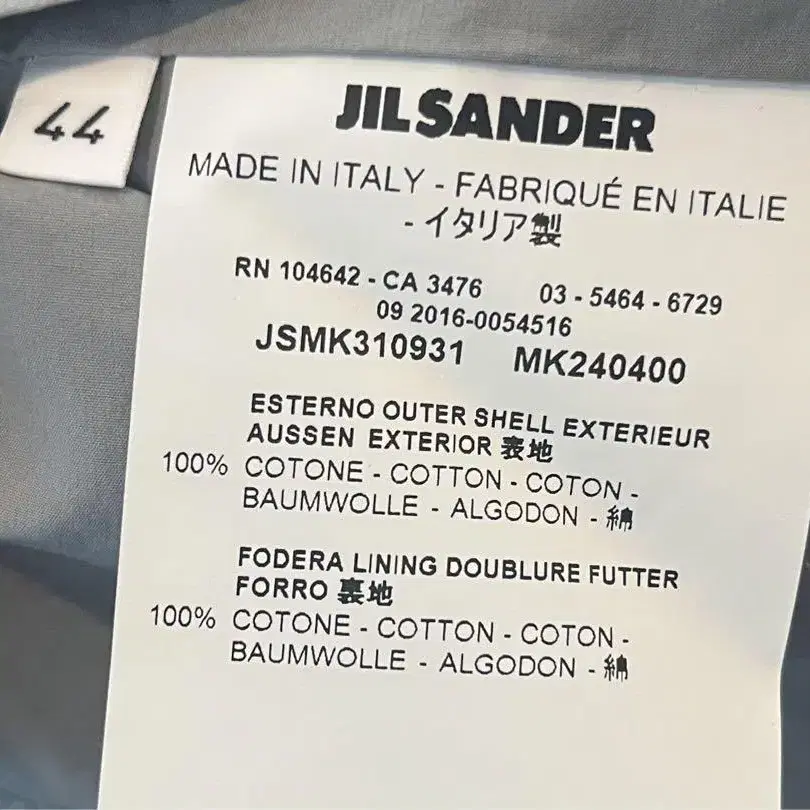 44
JIL SANDER
MADE IN ITALY - FABRIQUÉ EN ITALIE
- イタリア製
RN 104642 - CA 3476 03 - 5464 - 6729
09 2016-0054516
JSMK310931 MK240400
ESTERNO OUTER SHELL EXTERIEUR
AUSSEN EXTERIOR 表地
100% COTONE - COTTON - COTON -
BAUMWOLLE - ALGODON - 綿
FODERA LINING DOUBLURE FUTTER
FORRO 裏地
100% COTONE - COTTON - COTON -
BAUMWOLLE - ALGODON - 綿